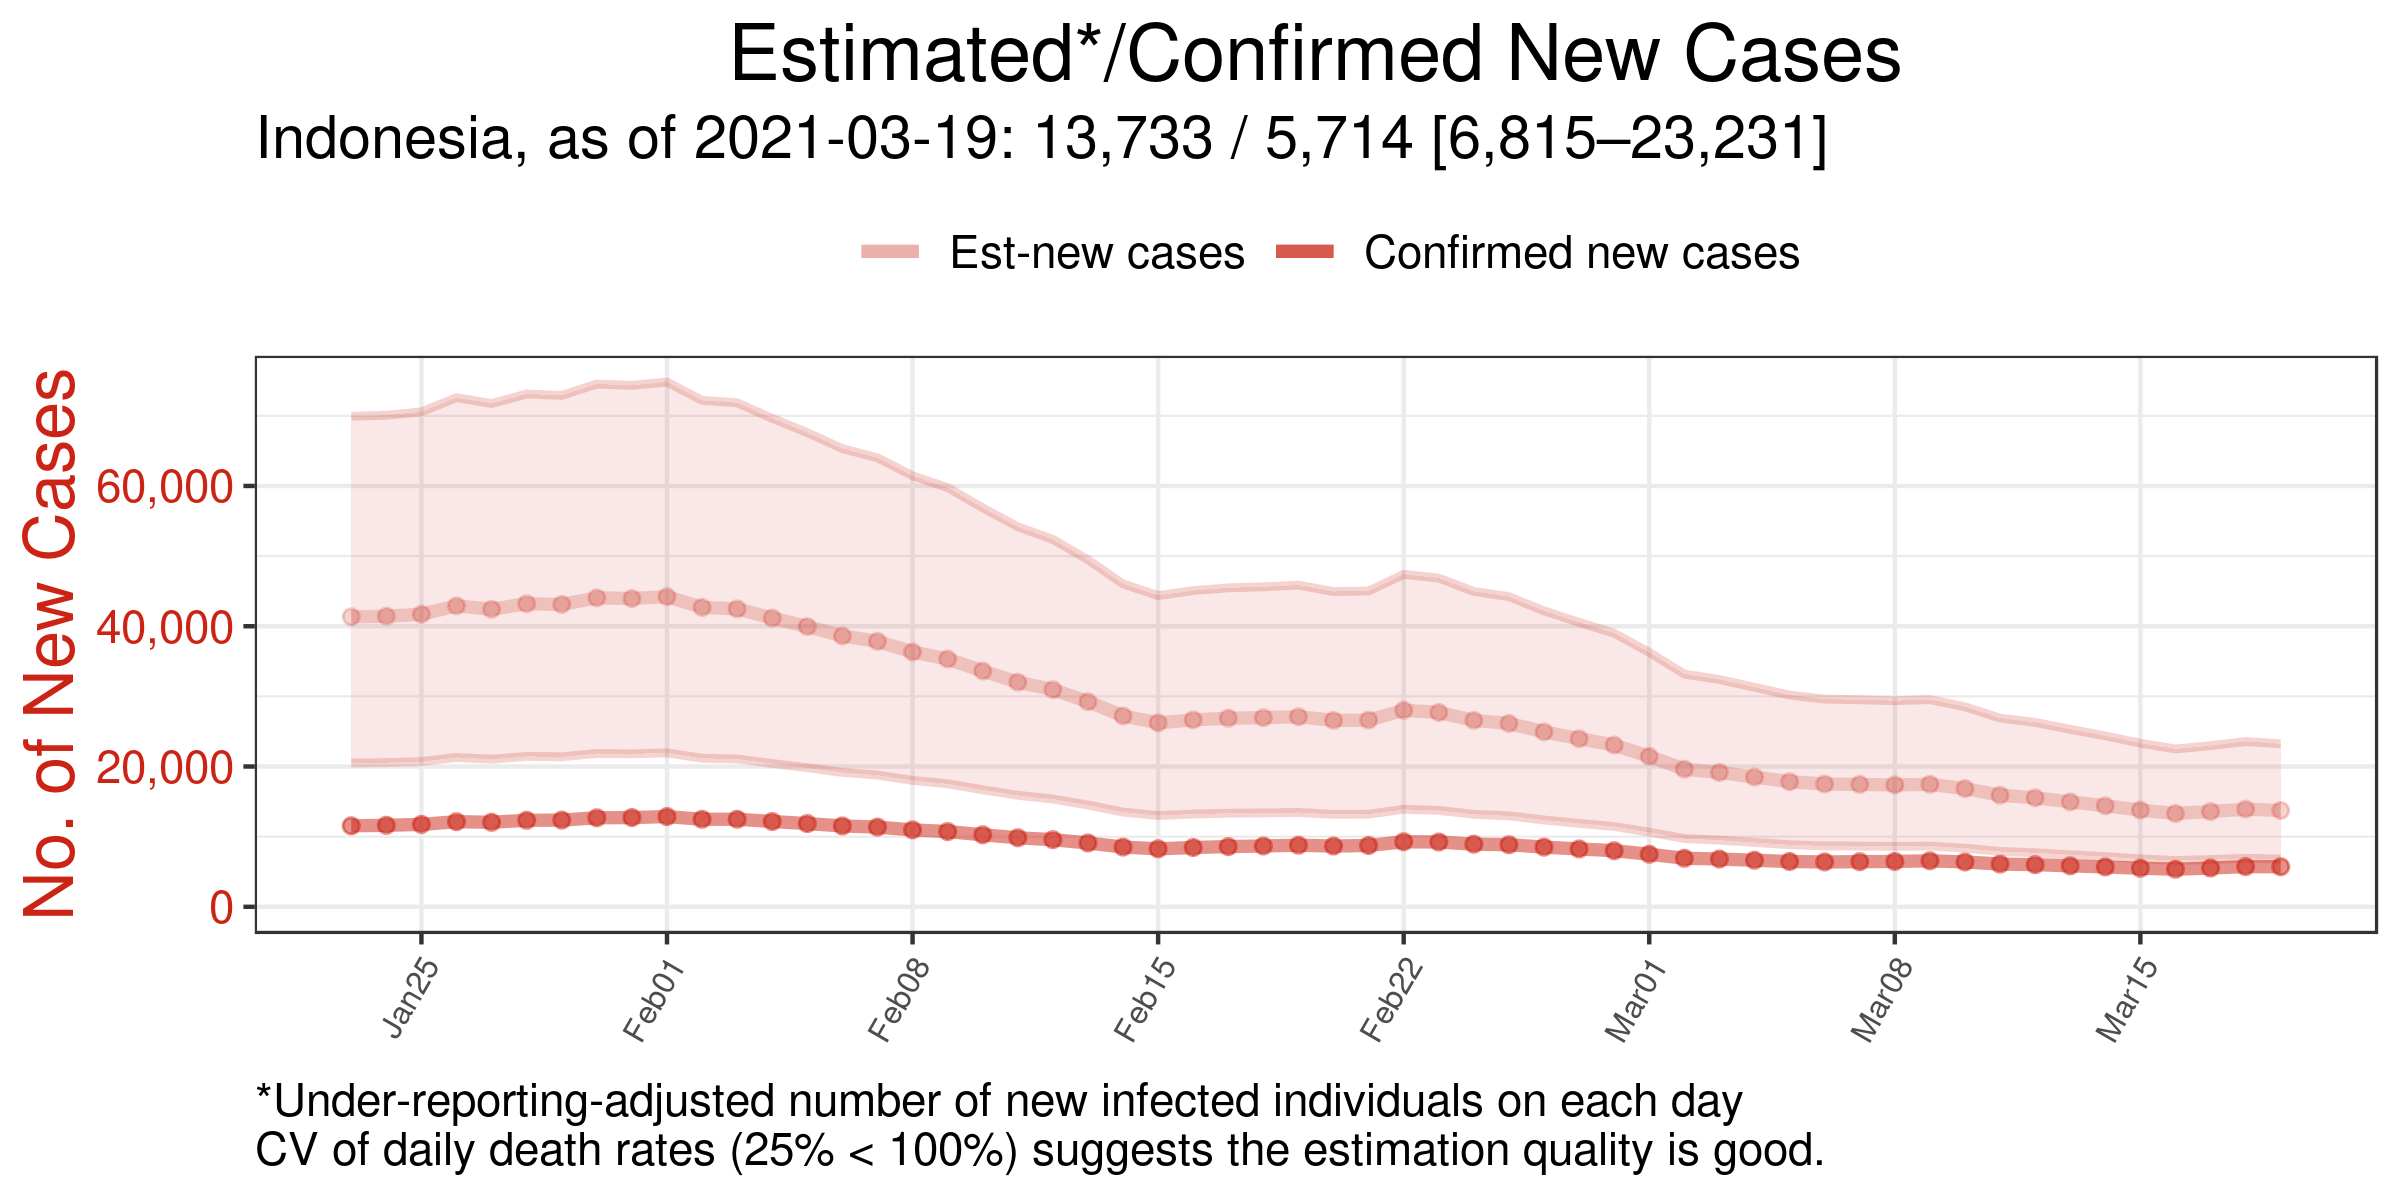 Estimated*/Confirmed New Cases
Indonesia, as of 2021-03-19: 13,733 / 5,714 [6,815–23,231]
Est-new cases
Confirmed new cases
No. of New Cases
60,000
40,000
20,000
0
Jan25
Feb01
Feb08
Feb15
Feb22
Mar01
Mar08
Mar15
*Under-reporting-adjusted number of new infected individuals on each day
CV of daily death rates (25% < 100%) suggests the estimation quality is good.